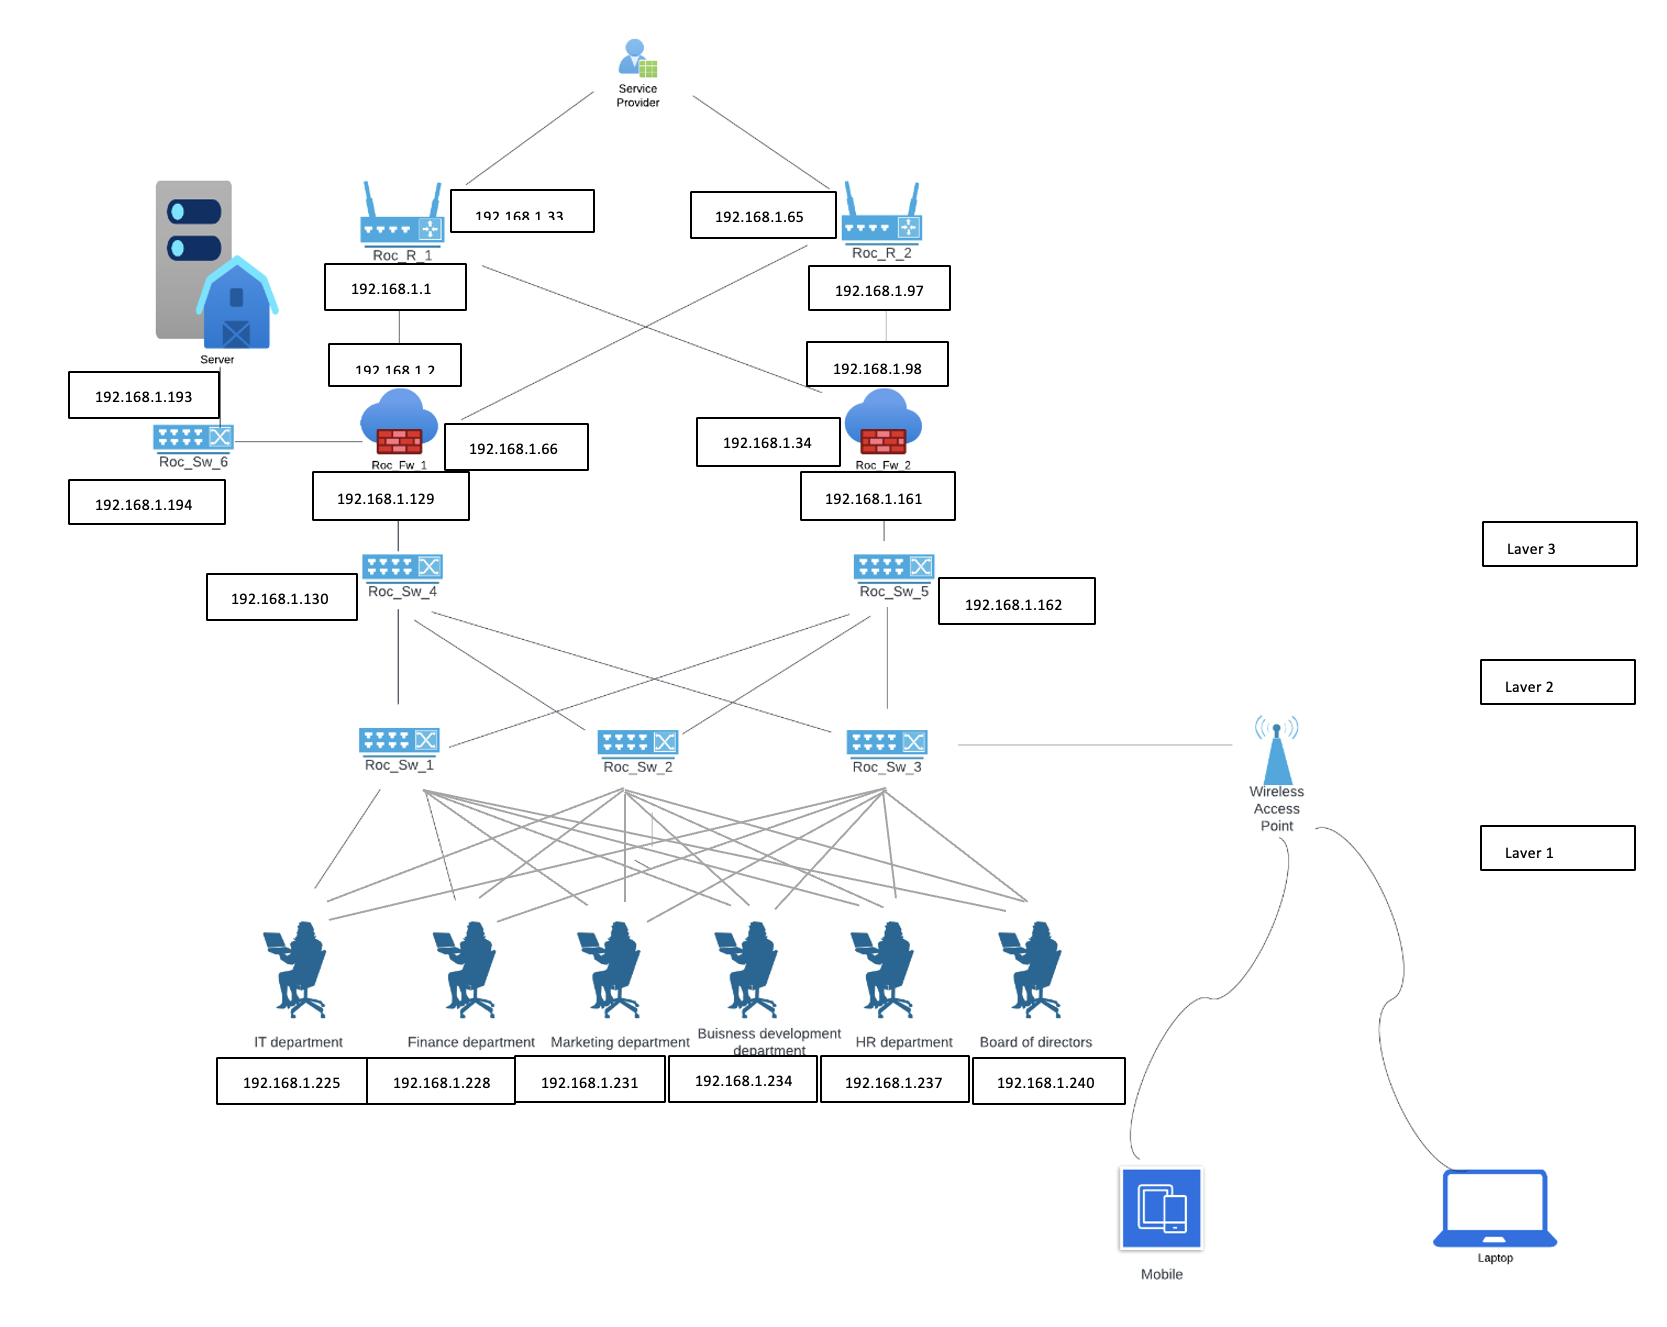 Service
Provider
192.168.1.33
192.168.1.65
Roc_R_1
Roc_R_2
192.168.1.1
192.168.1.97
Server
192.168.1.2
192.168.1.98
192.168.1.193
Roc_Sw_6
192.168.1.66
192.168.1.34
Roc_Fw_1
Roc_Fw_2
192.168.1.194
192.168.1.129
192.168.1.161
Layer 3
Roc_Sw_4
Roc_Sw_5
192.168.1.130
192.168.1.162
Layer 2
Roc_Sw_1
Roc_Sw_2
Roc_Sw_3
Wireless
Access
Point
Layer 1
IT department
Finance department
Marketing department
Buisness development
department
HR department
Board of directors
192.168.1.225
192.168.1.228
192.168.1.231
192.168.1.234
192.168.1.237
192.168.1.240
Mobile
Laptop